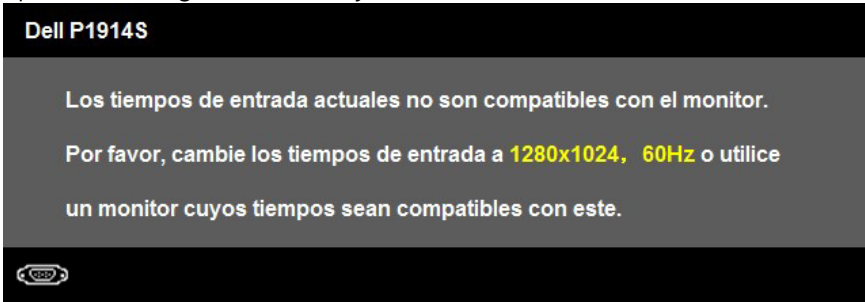 Dell P1914S
Los tiempos de entrada actuales no son compatibles con el monitor.
Por favor, cambie los tiempos de entrada a 1280x1024, 60Hz o utilice
un monitor cuyos tiempos sean compatibles con este.